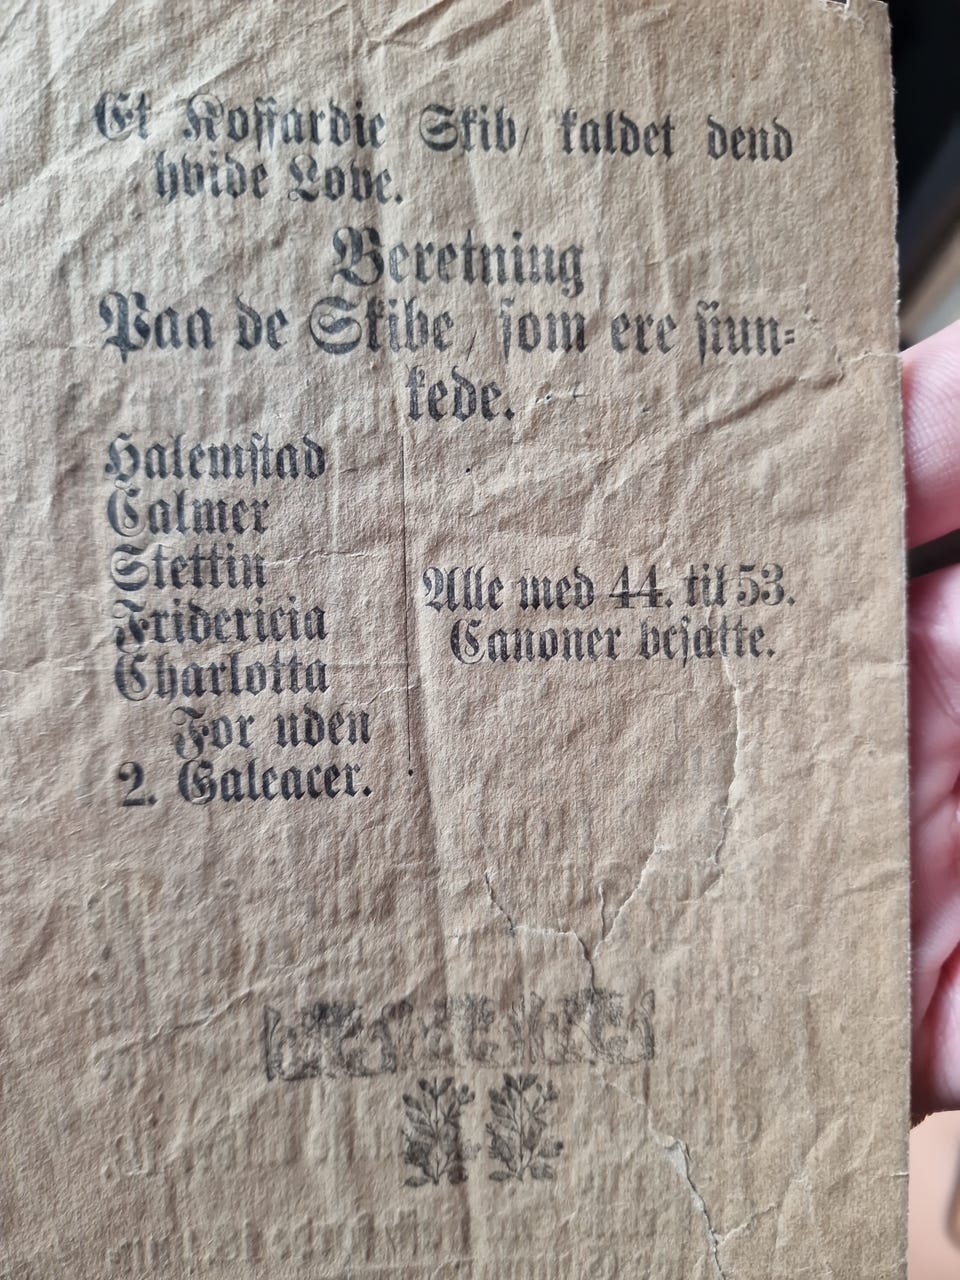 Et Koffardie Skib/ kaldet dend
hvide Love.
Beretning
Paa de Skibe/ som ere siun-
kede.
Halemstad
Calmer
Stettin
Fridericia
Charlotta
For uden
2. Galeacer.
Alle med 44. til 53.
Canoner besatte.